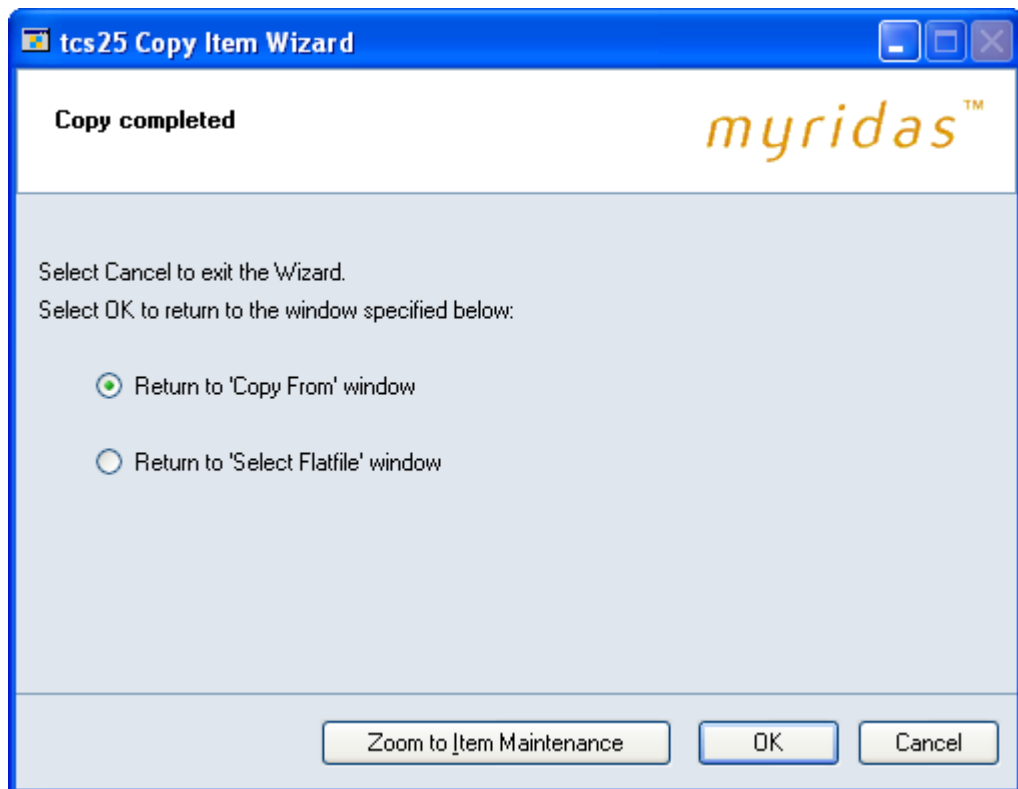 tcs25 Copy Item Wizard
Copy completed
myridas™
Select Cancel to exit the Wizard.
Select OK to return to the window specified below:
Return to 'Copy From' window
Return to 'Select Flatfile' window
Zoom to Item Maintenance
OK
Cancel